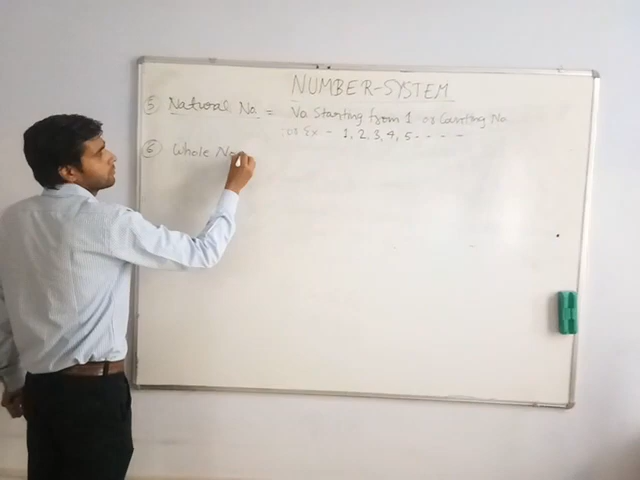 NUMBER-SYSTEM
⑤ Natural No = No Starting from 1 or Counting No
Ex - 1, 2, 3, 4, 5 - - - -
⑥ Whole No